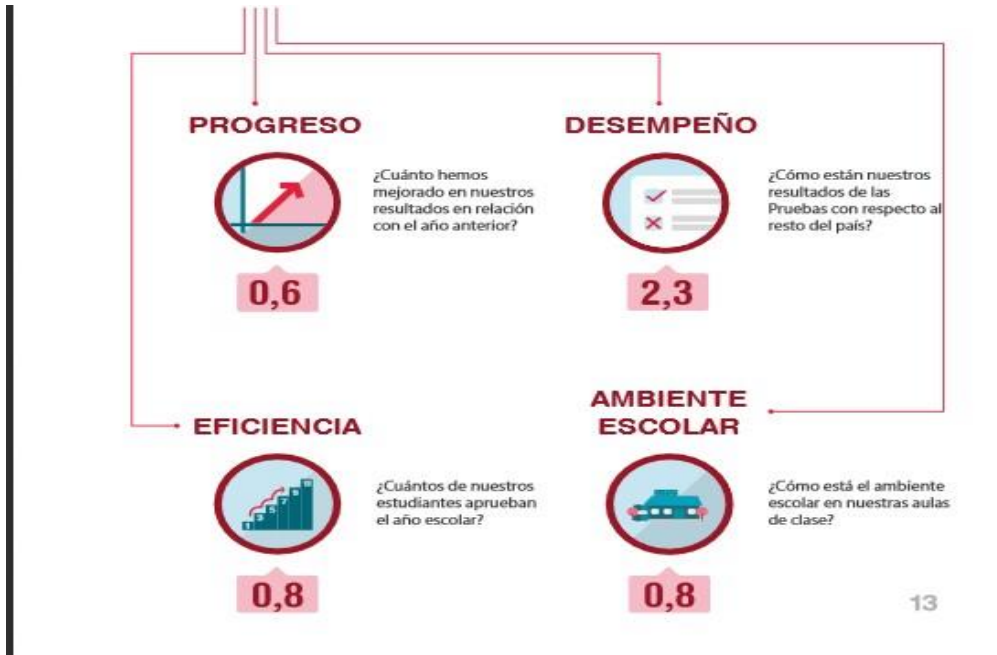 PROGRESO
¿Cuánto hemos
mejorado en nuestros
resultados en relación
con el año anterior?
0,6
DESEMPEÑO
¿Cómo están nuestros
resultados de las
Pruebas con respecto al
resto del país?
2,3
EFICIENCIA
¿Cuántos de nuestros
estudiantes aprueban
el año escolar?
0,8
AMBIENTE
ESCOLAR
¿Cómo está el ambiente
escolar en nuestras aulas
de clase?
0,8
13